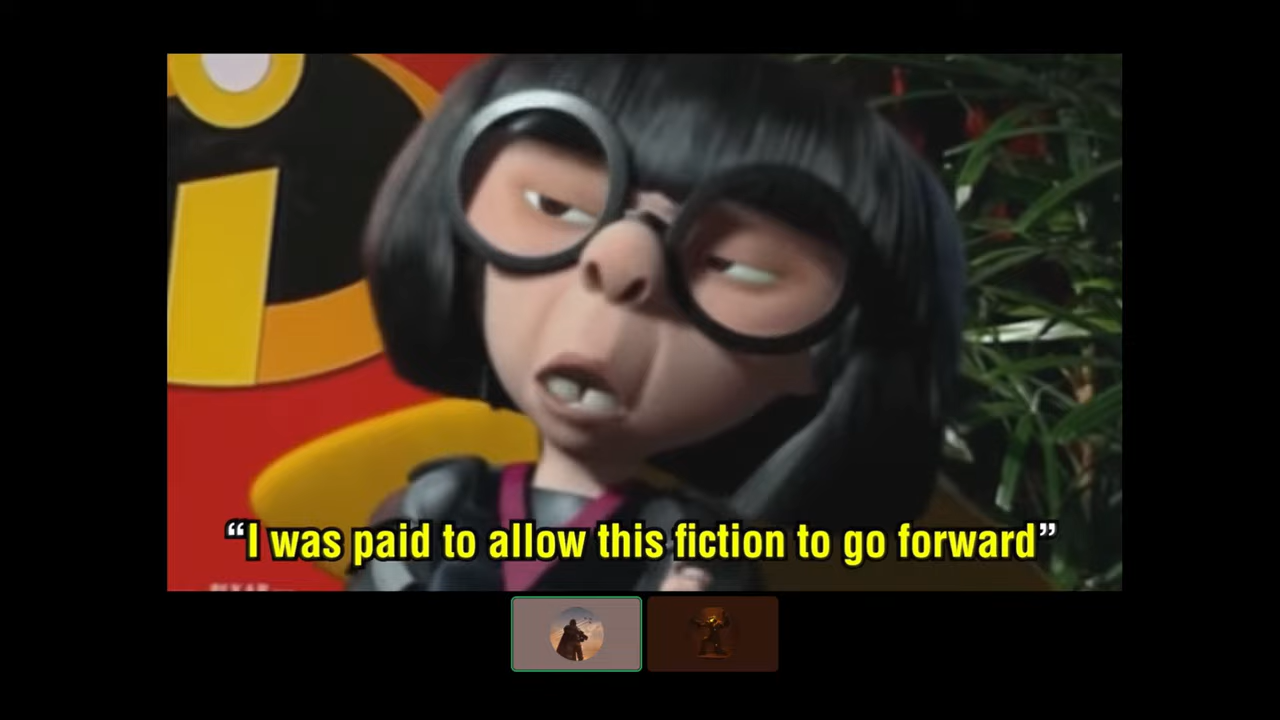 “I was paid to allow this fiction to go forward”